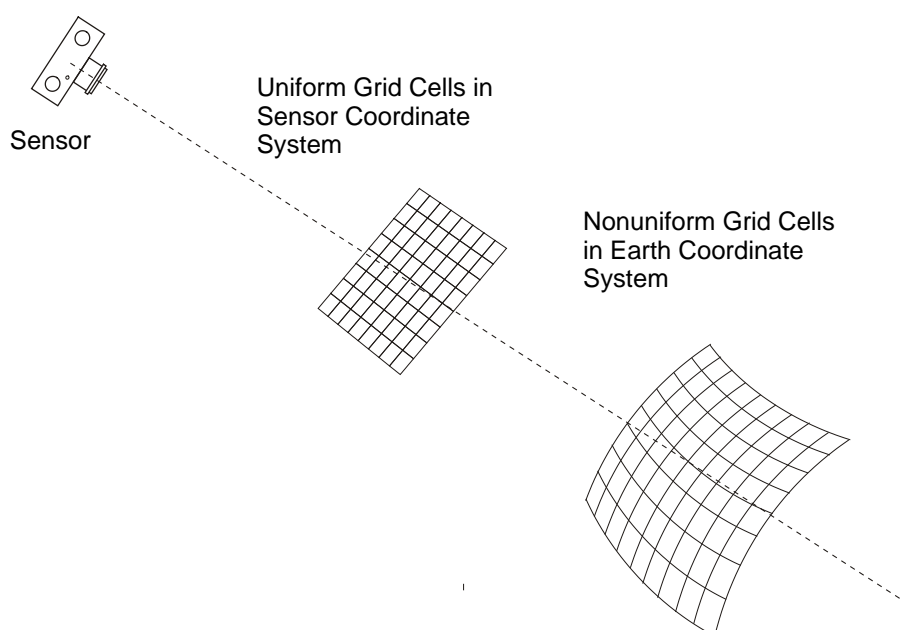 Sensor
Uniform Grid Cells in
Sensor Coordinate
System
Nonuniform Grid Cells
in Earth Coordinate
System